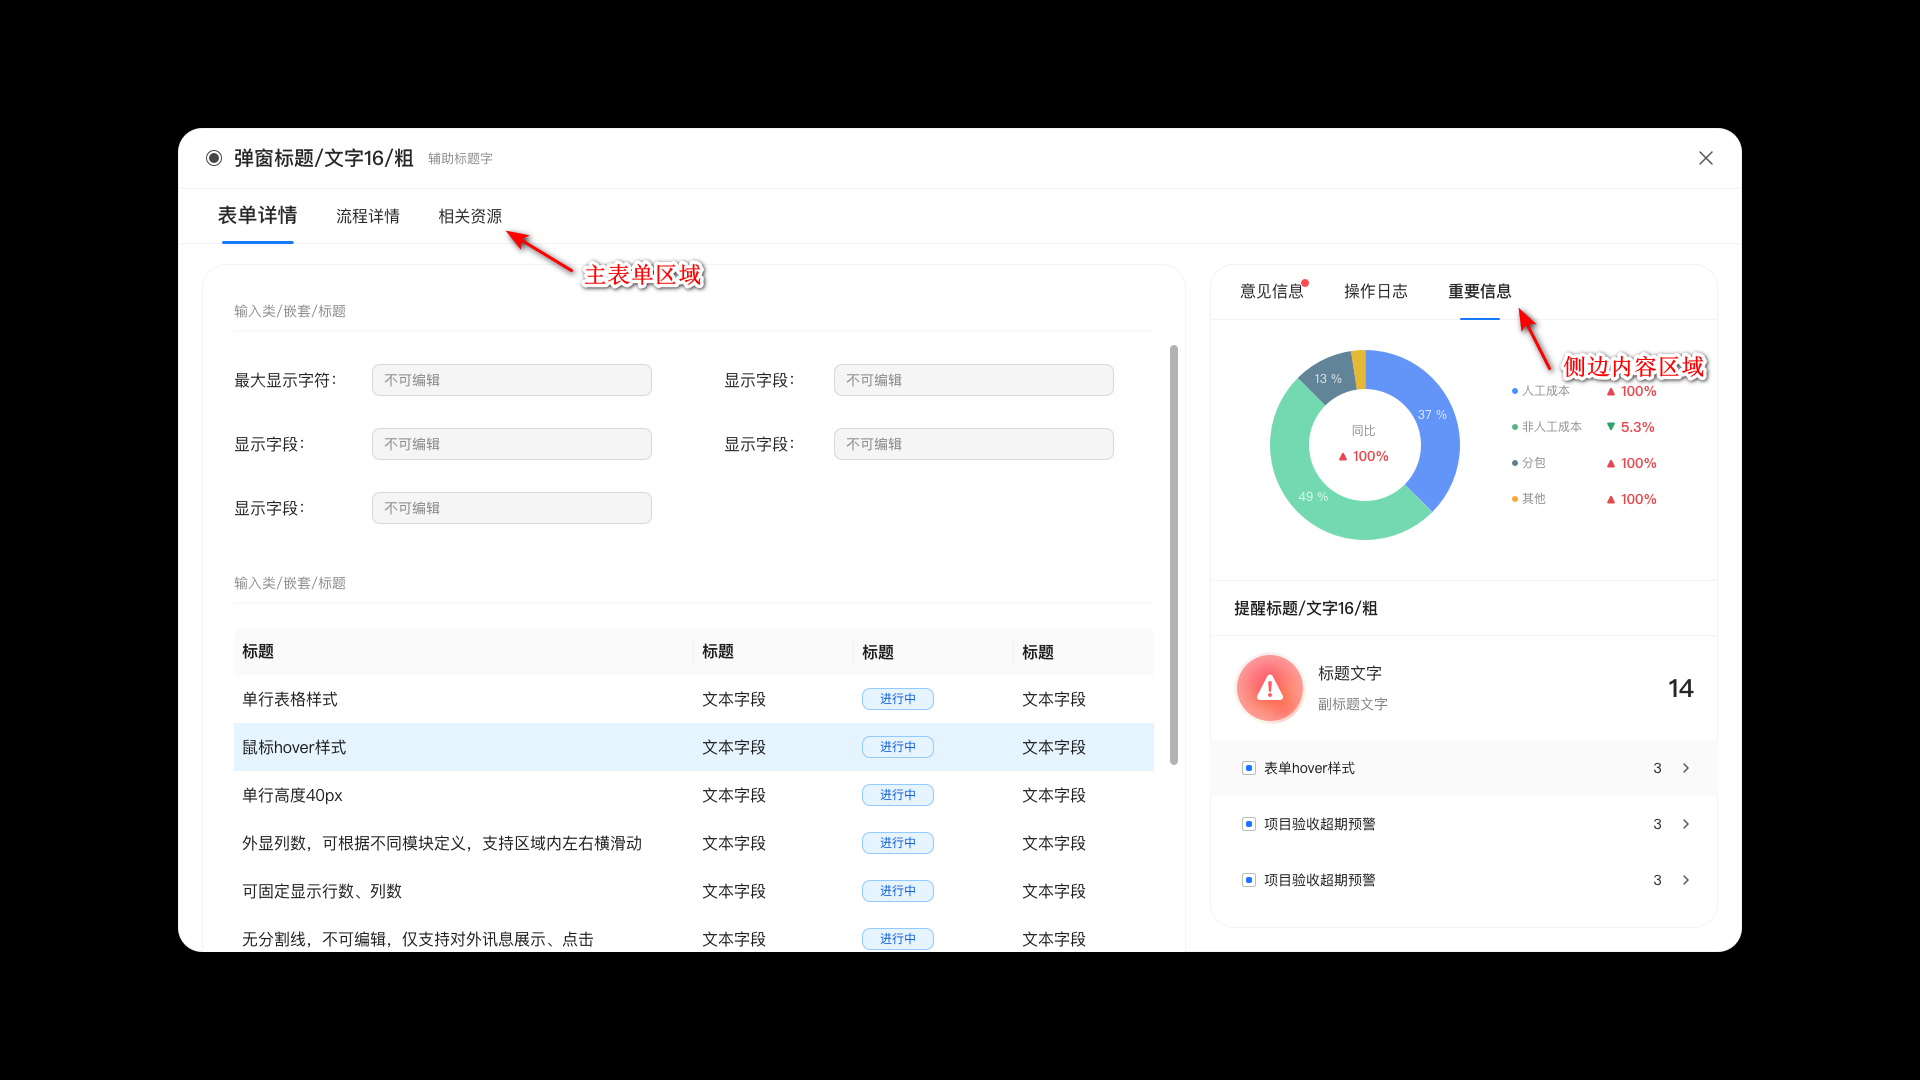 弹窗标题/文字16/粗 辅助标题字
表单详情 流程详情 相关资源
主表单区域
输入类/嵌套/标题
最大显示字符： 不可编辑 显示字段： 不可编辑
显示字段： 不可编辑 显示字段： 不可编辑
显示字段： 不可编辑
输入类/嵌套/标题
标题 标题 标题 标题
单行表格样式 文本字段 进行中 文本字段
鼠标hover样式 文本字段 进行中 文本字段
单行高度40px 文本字段 进行中 文本字段
外显列数，可根据不同模块定义，支持区域内左右横滑动 文本字段 进行中 文本字段
可固定显示行数、列数 文本字段 进行中 文本字段
无分割线，不可编辑，仅支持对外讯息展示、点击 文本字段 进行中 文本字段
意见信息 操作日志 重要信息
侧边内容区域
13 %
37 %
49 %
同比
▲ 100%
人工成本 ▲ 100%
非人工成本 ▼ 5.3%
分包 ▲ 100%
其他 ▲ 100%
提醒标题/文字16/粗
标题文字
副标题文字
14
表单hover样式 3
项目验收超期预警 3
项目验收超期预警 3